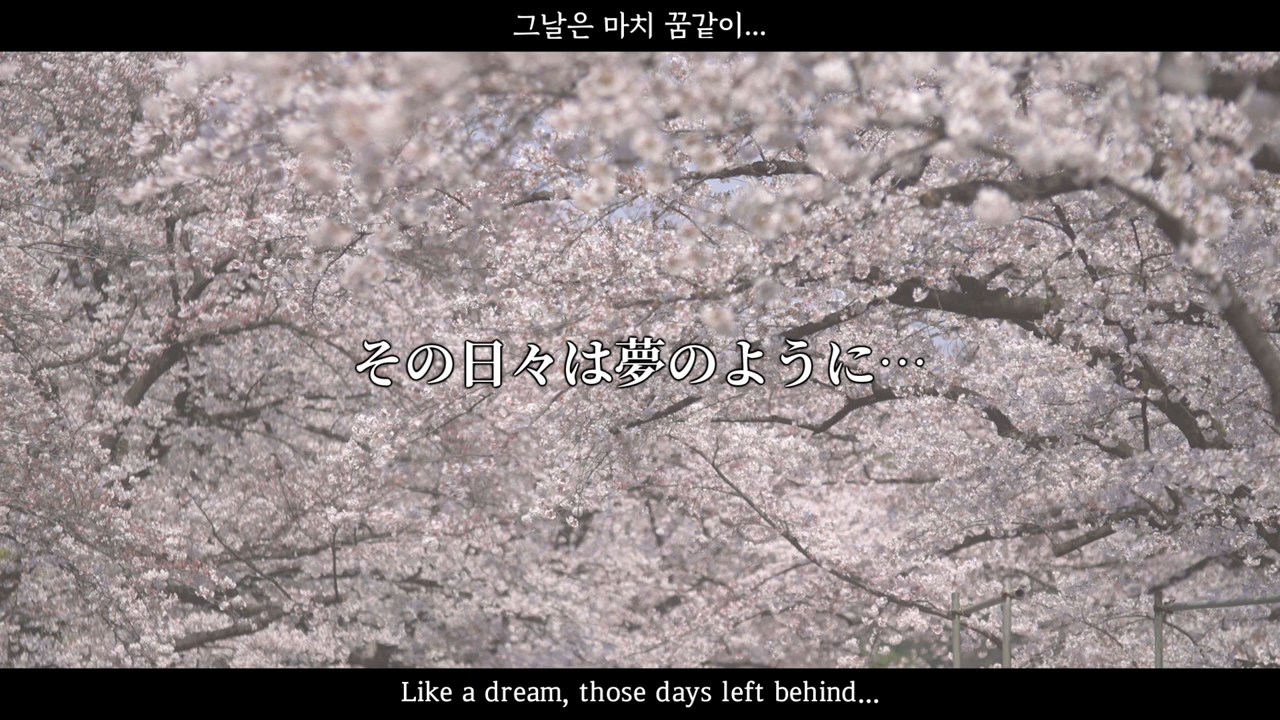 그날은 마치 꿈같이...
その日々は夢のように…
Like a dream, those days left behind...